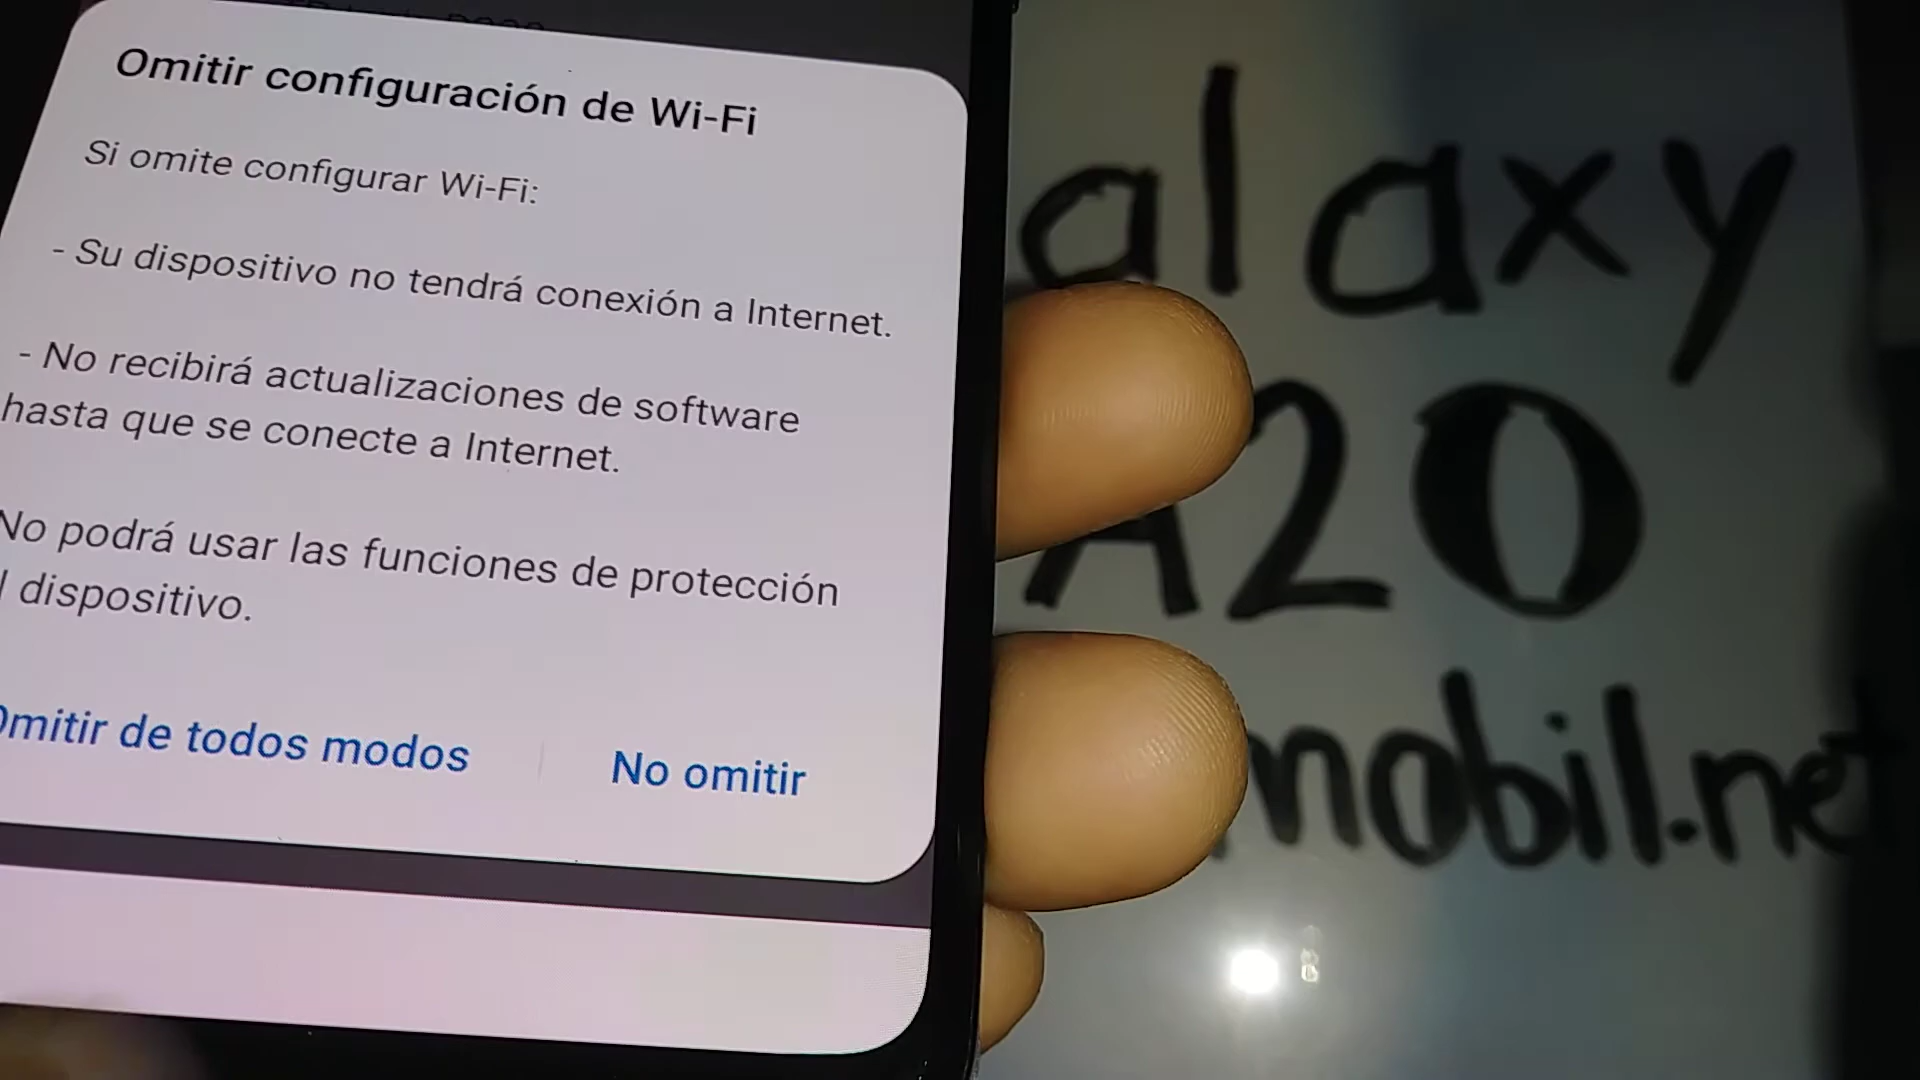 Omitir configuración de Wi-Fi
Si omite configurar Wi-Fi:
- Su dispositivo no tendrá conexión a Internet.
- No recibirá actualizaciones de software
hasta que se conecte a Internet.
No podrá usar las funciones de protección
dispositivo.
Omitir de todos modos
No omitir
alaxy
A20
mobil.net